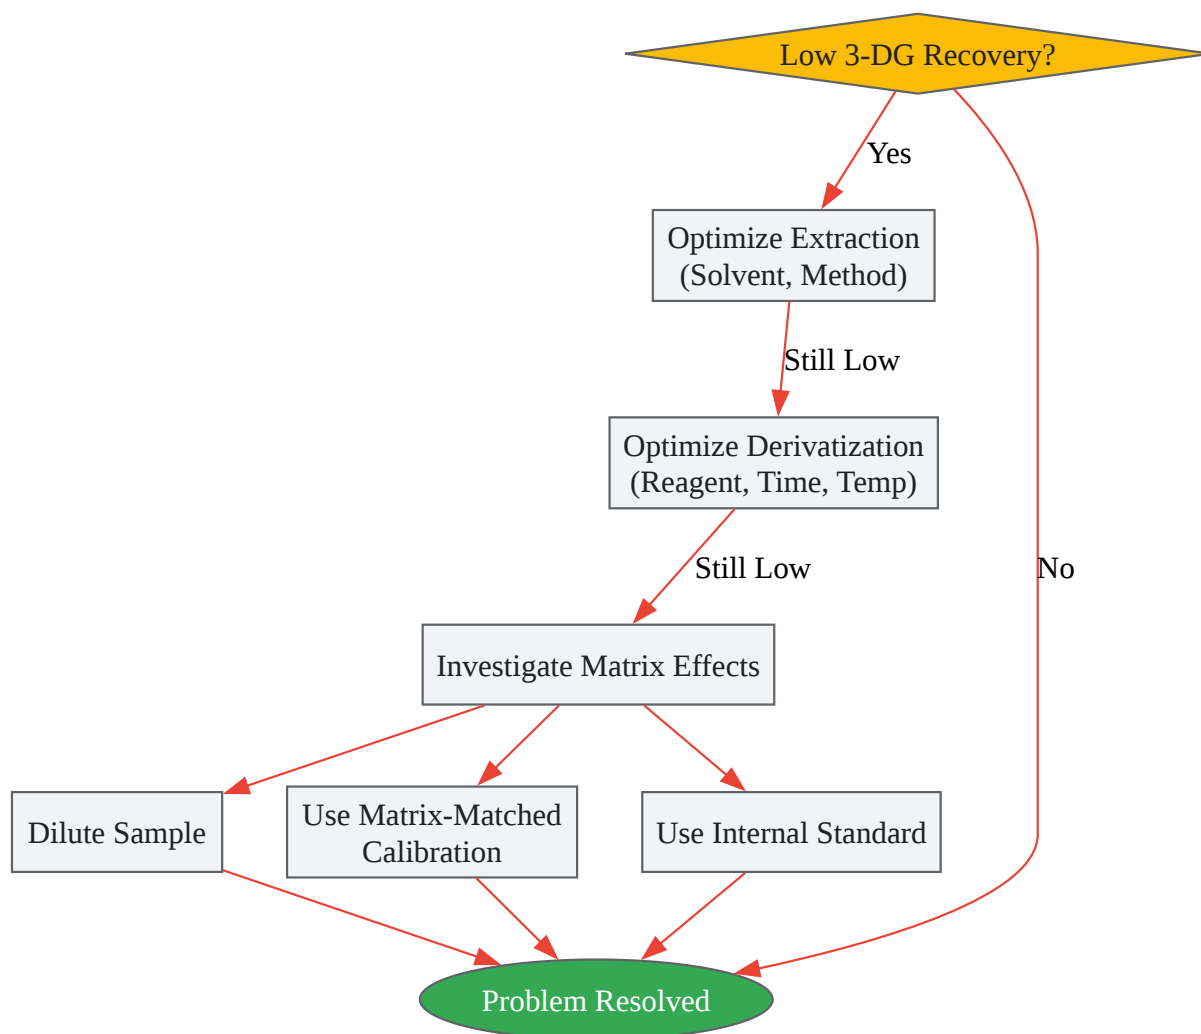 Low 3-DG Recovery?
Yes
Optimize Extraction
(Solvent, Method)
Still Low
Optimize Derivatization
(Reagent, Time, Temp)
Still Low
No
Investigate Matrix Effects
Dilute Sample
Use Matrix-Matched
Calibration
Use Internal Standard
Problem Resolved